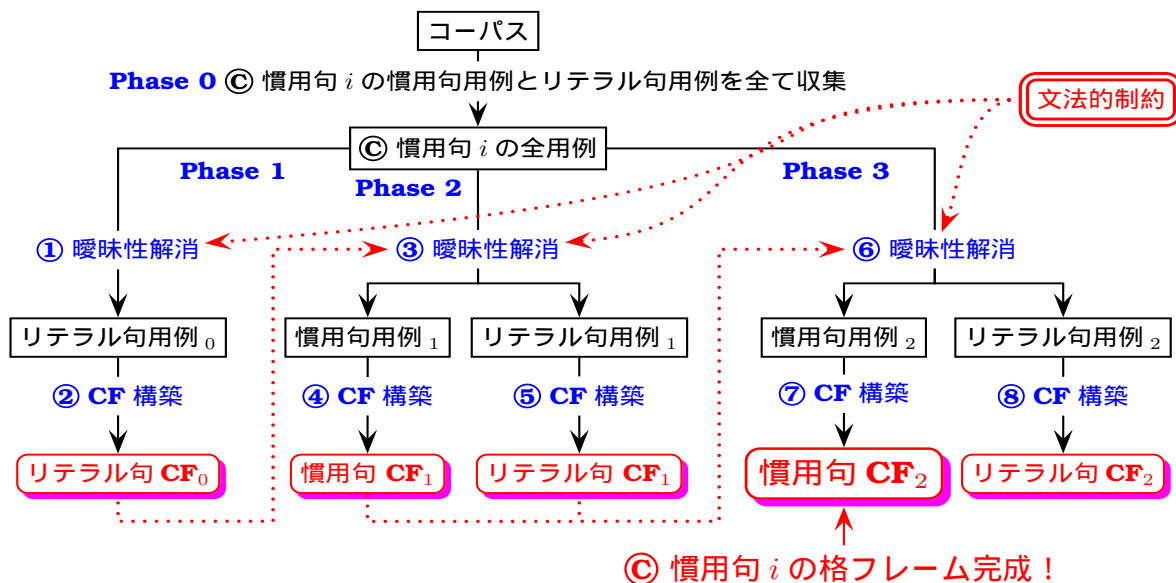 コーパス
Phase 0 Ⓒ 慣用句 i の慣用句用例とリテラル句用例を全て収集
文法的制約
Ⓒ 慣用句 i の全用例
Phase 1
Phase 2
Phase 3
① 曖昧性解消
③ 曖昧性解消
⑥ 曖昧性解消
リテラル句用例₀
慣用句用例₁
リテラル句用例₁
慣用句用例₂
リテラル句用例₂
② CF 構築
④ CF 構築
⑤ CF 構築
⑦ CF 構築
⑧ CF 構築
リテラル句 CF₀
慣用句 CF₁
リテラル句 CF₁
慣用句 CF₂
リテラル句 CF₂
Ⓒ 慣用句 i の格フレーム完成！